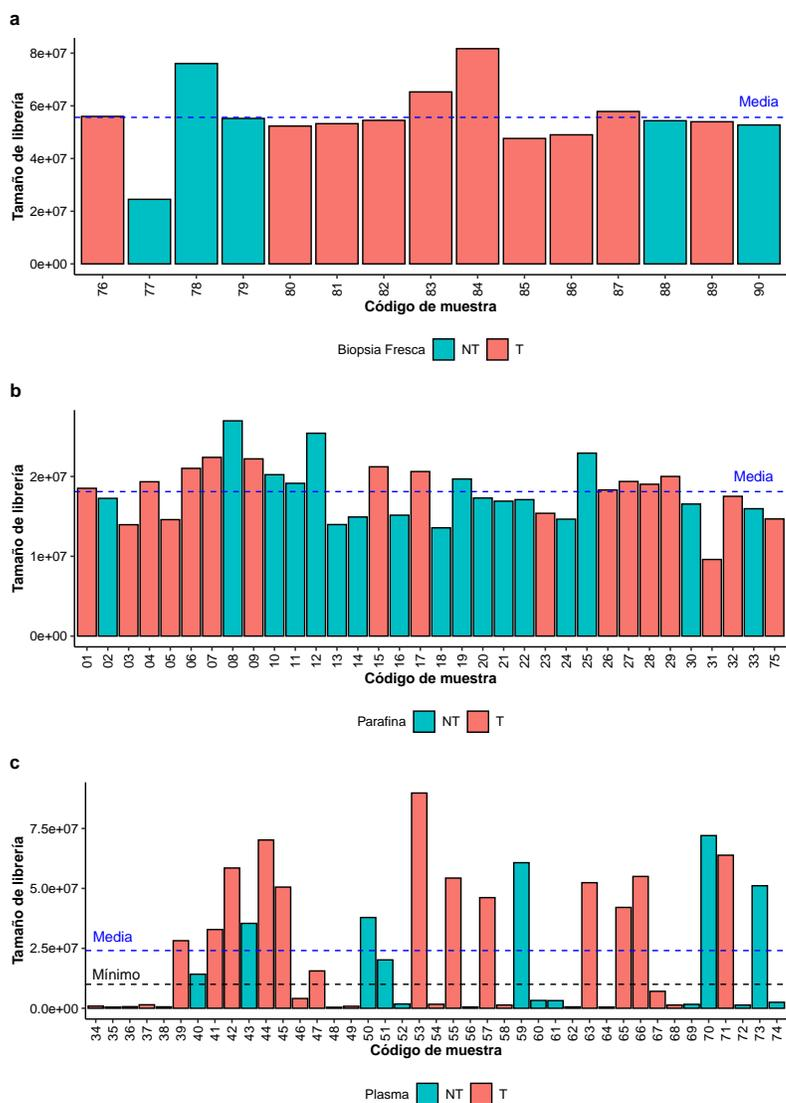 a
Tamaño de librería
8e+07
6e+07
4e+07
2e+07
0e+00
Media
76 77 78 79 80 81 82 83 84 85 86 87 88 89 90
Código de muestra
Biopsia Fresca NT T
b
Tamaño de librería
2e+07
1e+07
0e+00
Media
01 02 03 04 05 06 07 08 09 10 11 12 13 14 15 16 17 18 19 20 21 22 23 24 25 26 27 28 29 30 31 32 33 75
Código de muestra
Parafina NT T
c
Tamaño de librería
7.5e+07
5.0e+07
2.5e+07
0.0e+00
Media
Mínimo
34 35 36 37 38 39 40 41 42 43 44 45 46 47 48 49 50 51 52 53 54 55 56 57 58 59 60 61 62 63 64 65 66 67 68 69 70 71 72 73 74
Código de muestra
Plasma NT T